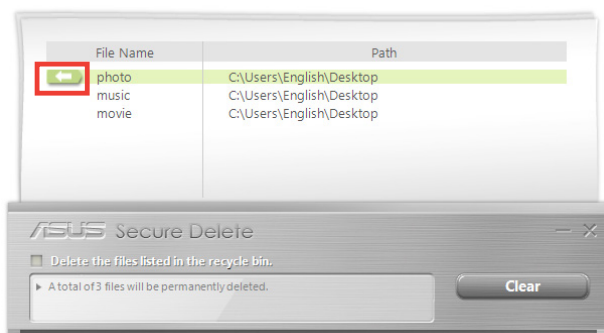 File Name Path
photo C:\Users\English\Desktop
music C:\Users\English\Desktop
movie C:\Users\English\Desktop
ASUS Secure Delete
Delete the files listed in the recycle bin.
A total of 3 files will be permanently deleted.
Clear